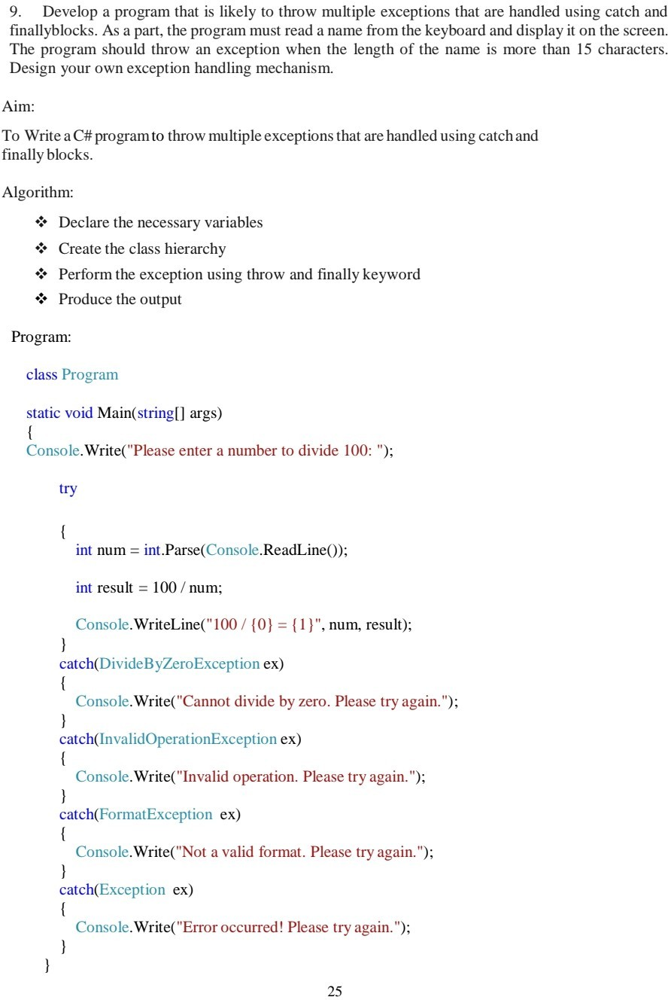 9. Develop a program that is likely to throw multiple exceptions that are handled using catch and
finallyblocks. As a part, the program must read a name from the keyboard and display it on the screen.
The program should throw an exception when the length of the name is more than 15 characters.
Design your own exception handling mechanism.
Aim:
To Write a C# program to throw multiple exceptions that are handled using catch and
finally blocks.
Algorithm:
❖ Declare the necessary variables
❖ Create the class hierarchy
❖ Perform the exception using throw and finally keyword
❖ Produce the output
Program:
class Program
static void Main(string[] args)
{
Console.Write("Please enter a number to divide 100: ");
try
{
int num = int.Parse(Console.ReadLine());
int result = 100 / num;
Console.WriteLine("100 / {0} = {1}", num, result);
}
catch(DivideByZeroException ex)
{
Console.Write("Cannot divide by zero. Please try again.");
}
catch(InvalidOperationException ex)
{
Console.Write("Invalid operation. Please try again.");
}
catch(FormatException ex)
{
Console.Write("Not a valid format. Please try again.");
}
catch(Exception ex)
{
Console.Write("Error occurred! Please try again.");
}
}
25